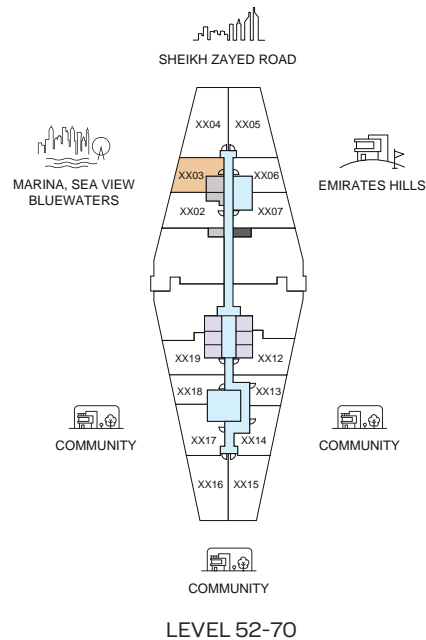 SHEIKH ZAYED ROAD
XX04
XX05
MARINA, SEA VIEW
BLUEWATERS
XX03
XX06
EMIRATES HILLS
XX02
XX07
XX19
XX12
XX18
XX13
COMMUNITY
XX17
XX14
COMMUNITY
XX16
XX15
COMMUNITY
LEVEL 52-70